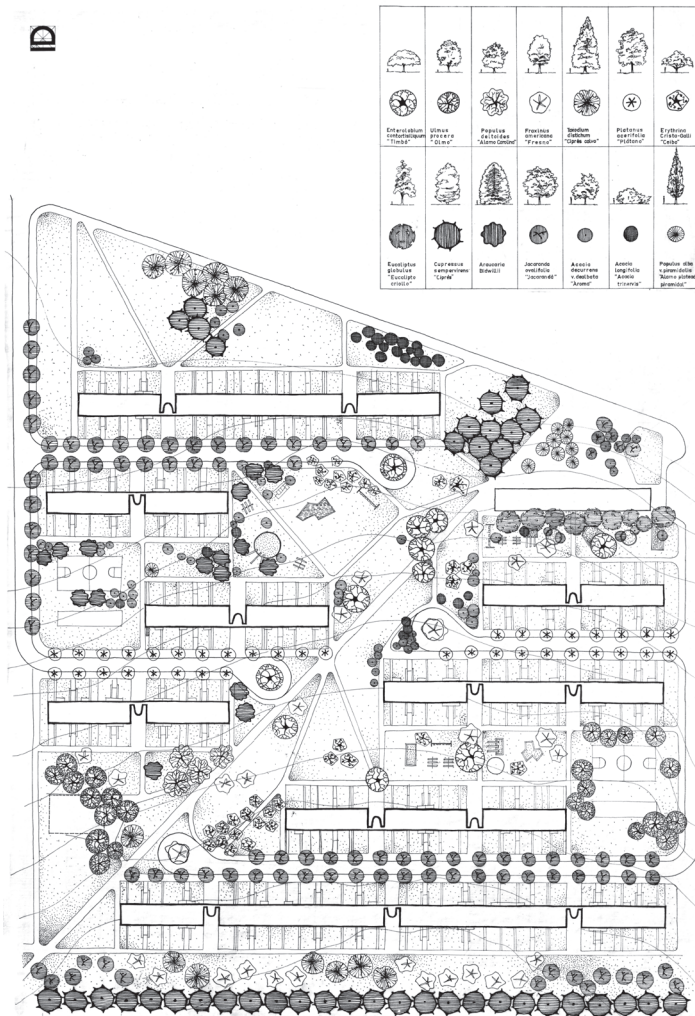 D
Enterolobium
contortisiliquum
"Timbó"
Ulmus
procera
"Olmo"
Populus
deltoides
"Alamo Carolino"
Fraxinus
americana
"Fresno"
Taxodium
distichum
"Ciprés calvo"
Platanus
acerifolia
"Plátano"
Erythrina
Cristo-Galli
"Ceibo"
Eucaliptus
globulus
"Eucalipto
criollo"
Cupressus
sempervirens
"Ciprés"
Araucaria
Bidwillii
Jacaranda
ovalifolia
"Jacarandá"
Acacia
decurrens
v. dealbata
"Aromo"
Acacia
longifolia
"Acacia
trinervis"
Populus alba
v. piramidalis
"Alamo plateado
piramidal"